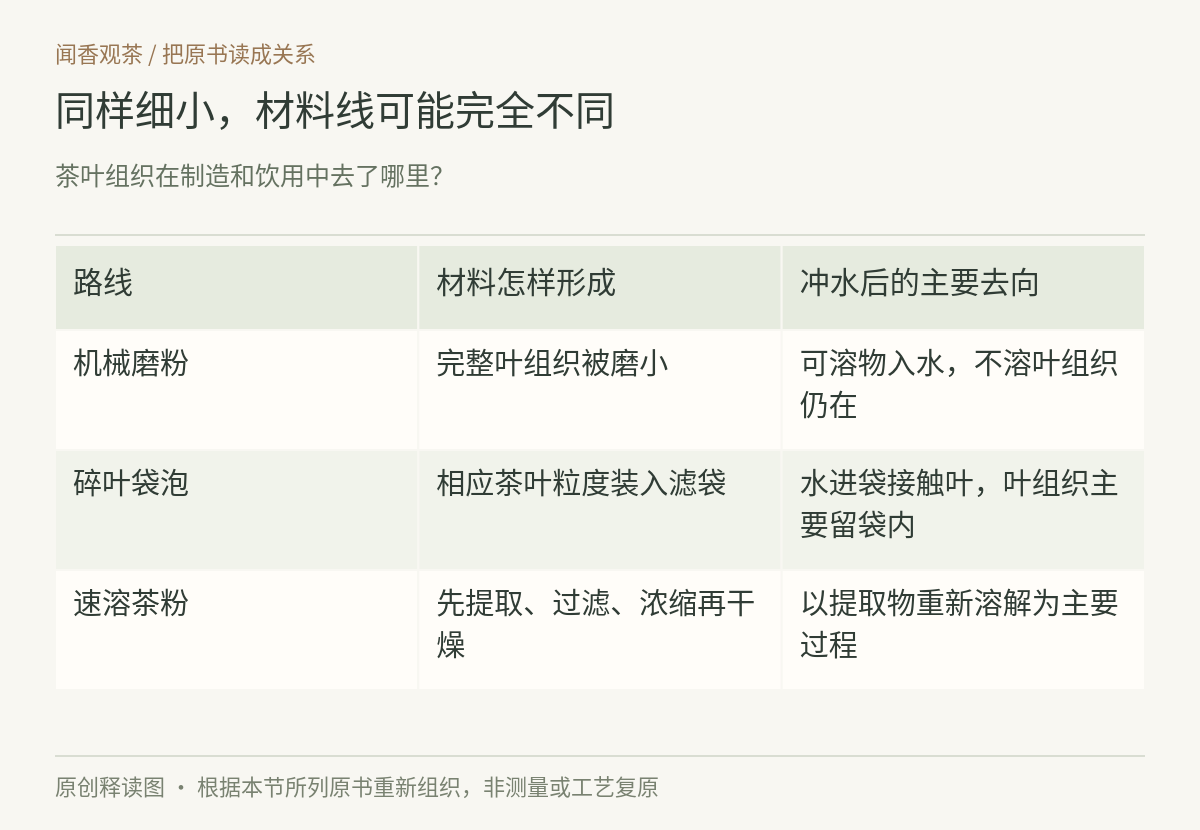 闻香观茶 / 把原书读成关系
同样细小，材料线可能完全不同
茶叶组织在制造和饮用中去了哪里？
路线
材料怎样形成
冲水后的主要去向
机械磨粉
完整叶组织被磨小
可溶物入水，不溶叶组织
仍在
碎叶袋泡
相应茶叶粒度装入滤袋
水进袋接触叶，叶组织主
要留袋内
速溶茶粉
先提取、过滤、浓缩再干
燥
以提取物重新溶解为主要
过程
原创释读图 · 根据本节所列原书重新组织，非测量或工艺复原